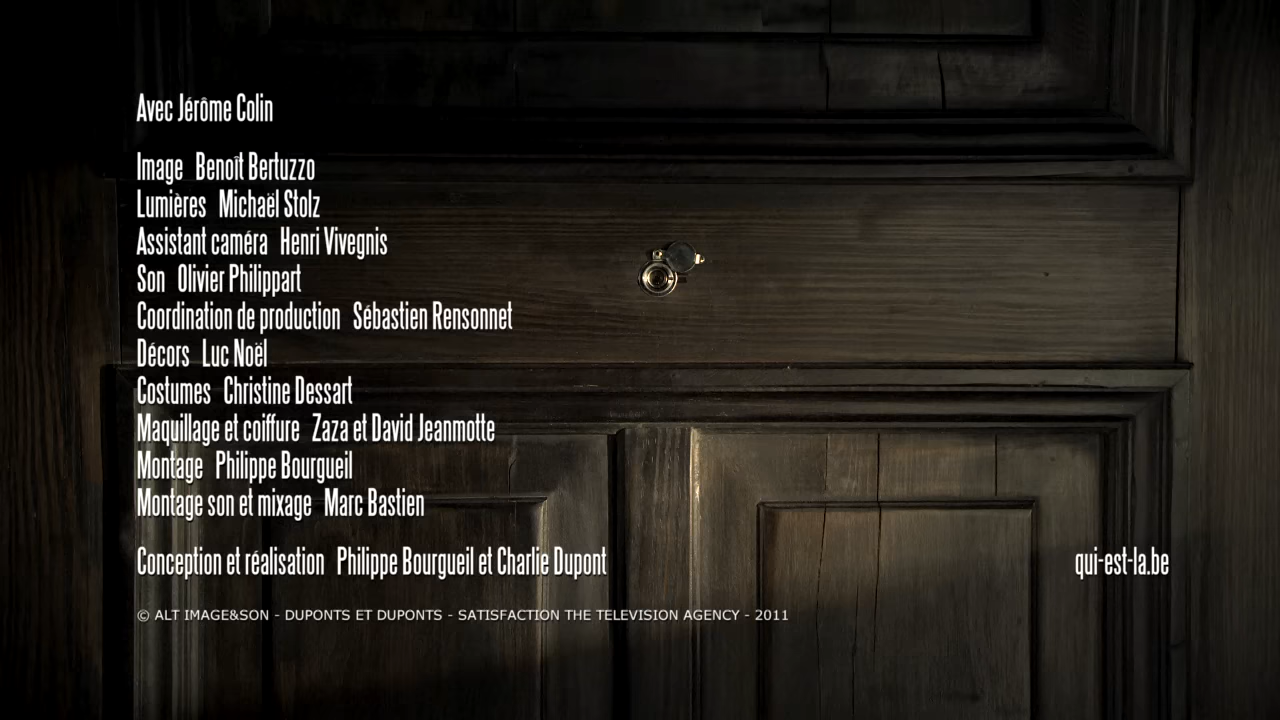 Avec Jérôme Colin
Image Benoît Bertuzzo
Lumières Michaël Stolz
Assistant caméra Henri Vivegnis
Son Olivier Philippart
Coordination de production Sébastien Rensonnet
Décors Luc Noël
Costumes Christine Dessart
Maquillage et coiffure Zaza et David Jeanmotte
Montage Philippe Bourgueil
Montage son et mixage Marc Bastien
Conception et réalisation Philippe Bourgueil et Charlie Dupont
qui-est-la.be
© ALT IMAGE&SON - DUPONTS ET DUPONTS - SATISFACTION THE TELEVISION AGENCY - 2011